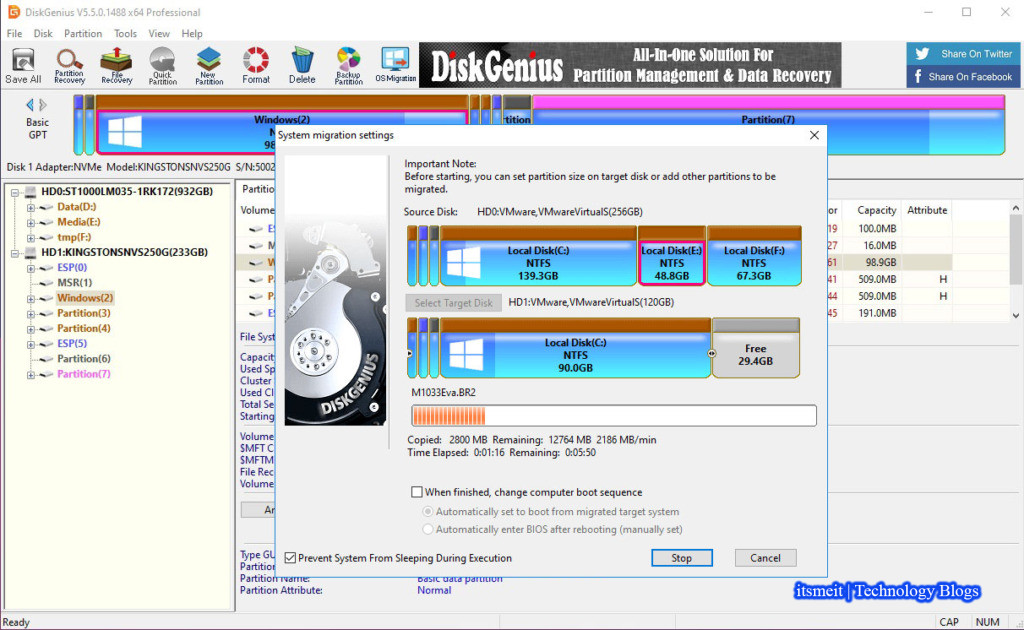 DiskGenius V5.5.0.1488 x64 Professional
File Disk Partition Tools View Help
Save All
Partition Recovery
File Recovery
Quick Partition
New Partition
Format
Delete
Backup Partition
OS Migration
DiskGenius
All-In-One Solution For
Partition Management & Data Recovery
Share On Twitter
Share On Facebook
Basic
GPT
Windows(2)
N
98
tition
Partition(7)
Disk 1 Adapter:NVMe Model:KINGSTONSNVS250G S/N:5002
HD0:ST1000LM035-1RK172(932GB)
Data(D:)
Media(E:)
tmp(F:)
HD1:KINGSTONSNVS250G(233GB)
ESP(0)
MSR(1)
Windows(2)
Partition(3)
Partition(4)
ESP(5)
Partition(6)
Partition(7)
Partition
Volume
or Capacity Attribute
ES 19 100.0MB
M 27 16.0MB
W 61 98.9GB
P 41 509.0MB H
P 44 509.0MB H
ES 45 191.0MB
File Syst
Capacit
Used Sp
Cluster
Used Cl
Total Se
Starting
Volume
$MFT C
$MFTM
File Rec
Volume
An
Type GU
Partition
Partition Name: Basic data partition
Partition Attribute: Normal
System migration settings
Important Note:
Before starting, you can set partition size on target disk or add other partitions to be
migrated.
Source Disk: HD0:VMware,VMwareVirtualS(256GB)
Local Disk(C:)
NTFS
139.3GB
Local Disk(E:)
NTFS
48.8GB
Local Disk(F:)
NTFS
67.3GB
Select Target Disk HD1:VMware,VMwareVirtualS(120GB)
Local Disk(C:)
NTFS
90.0GB
Free
29.4GB
M1033Eva.BR2
Copied: 2800 MB Remaining: 12764 MB 2186 MB/min
Time Elapsed: 0:01:16 Remaining: 0:05:50
When finished, change computer boot sequence
Automatically set to boot from migrated target system
Automatically enter BIOS after rebooting (manually set)
Prevent System From Sleeping During Execution
Stop
Cancel
DISKGENIUS
itsmeit | Technology Blogs
Ready
CAP NUM